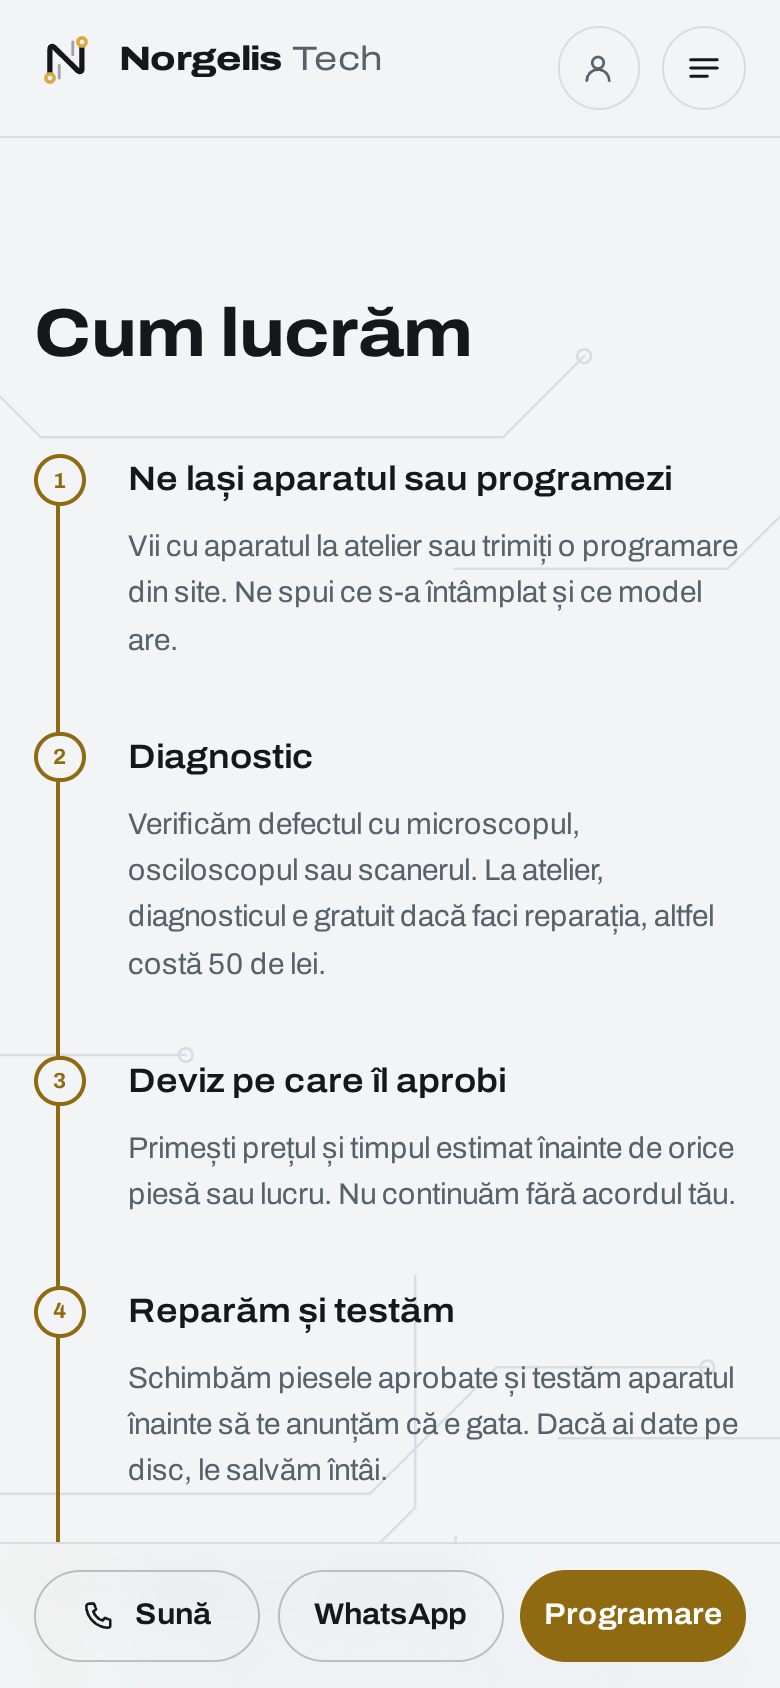 Norgelis Tech
Cum lucrăm
1
Ne lași aparatul sau programezi
Vii cu aparatul la atelier sau trimiți o programare
din site. Ne spui ce s-a întâmplat și ce model
are.
2
Diagnostic
Verificăm defectul cu microscopul,
osciloscopul sau scanerul. La atelier,
diagnosticul e gratuit dacă faci reparația, altfel
costă 50 de lei.
3
Deviz pe care îl aprobi
Primești prețul și timpul estimat înainte de orice
piesă sau lucru. Nu continuăm fără acordul tău.
4
Reparăm și testăm
Schimbăm piesele aprobate și testăm aparatul
înainte să te anunțăm că e gata. Dacă ai date pe
disc, le salvăm întâi.
Sună
WhatsApp
Programare